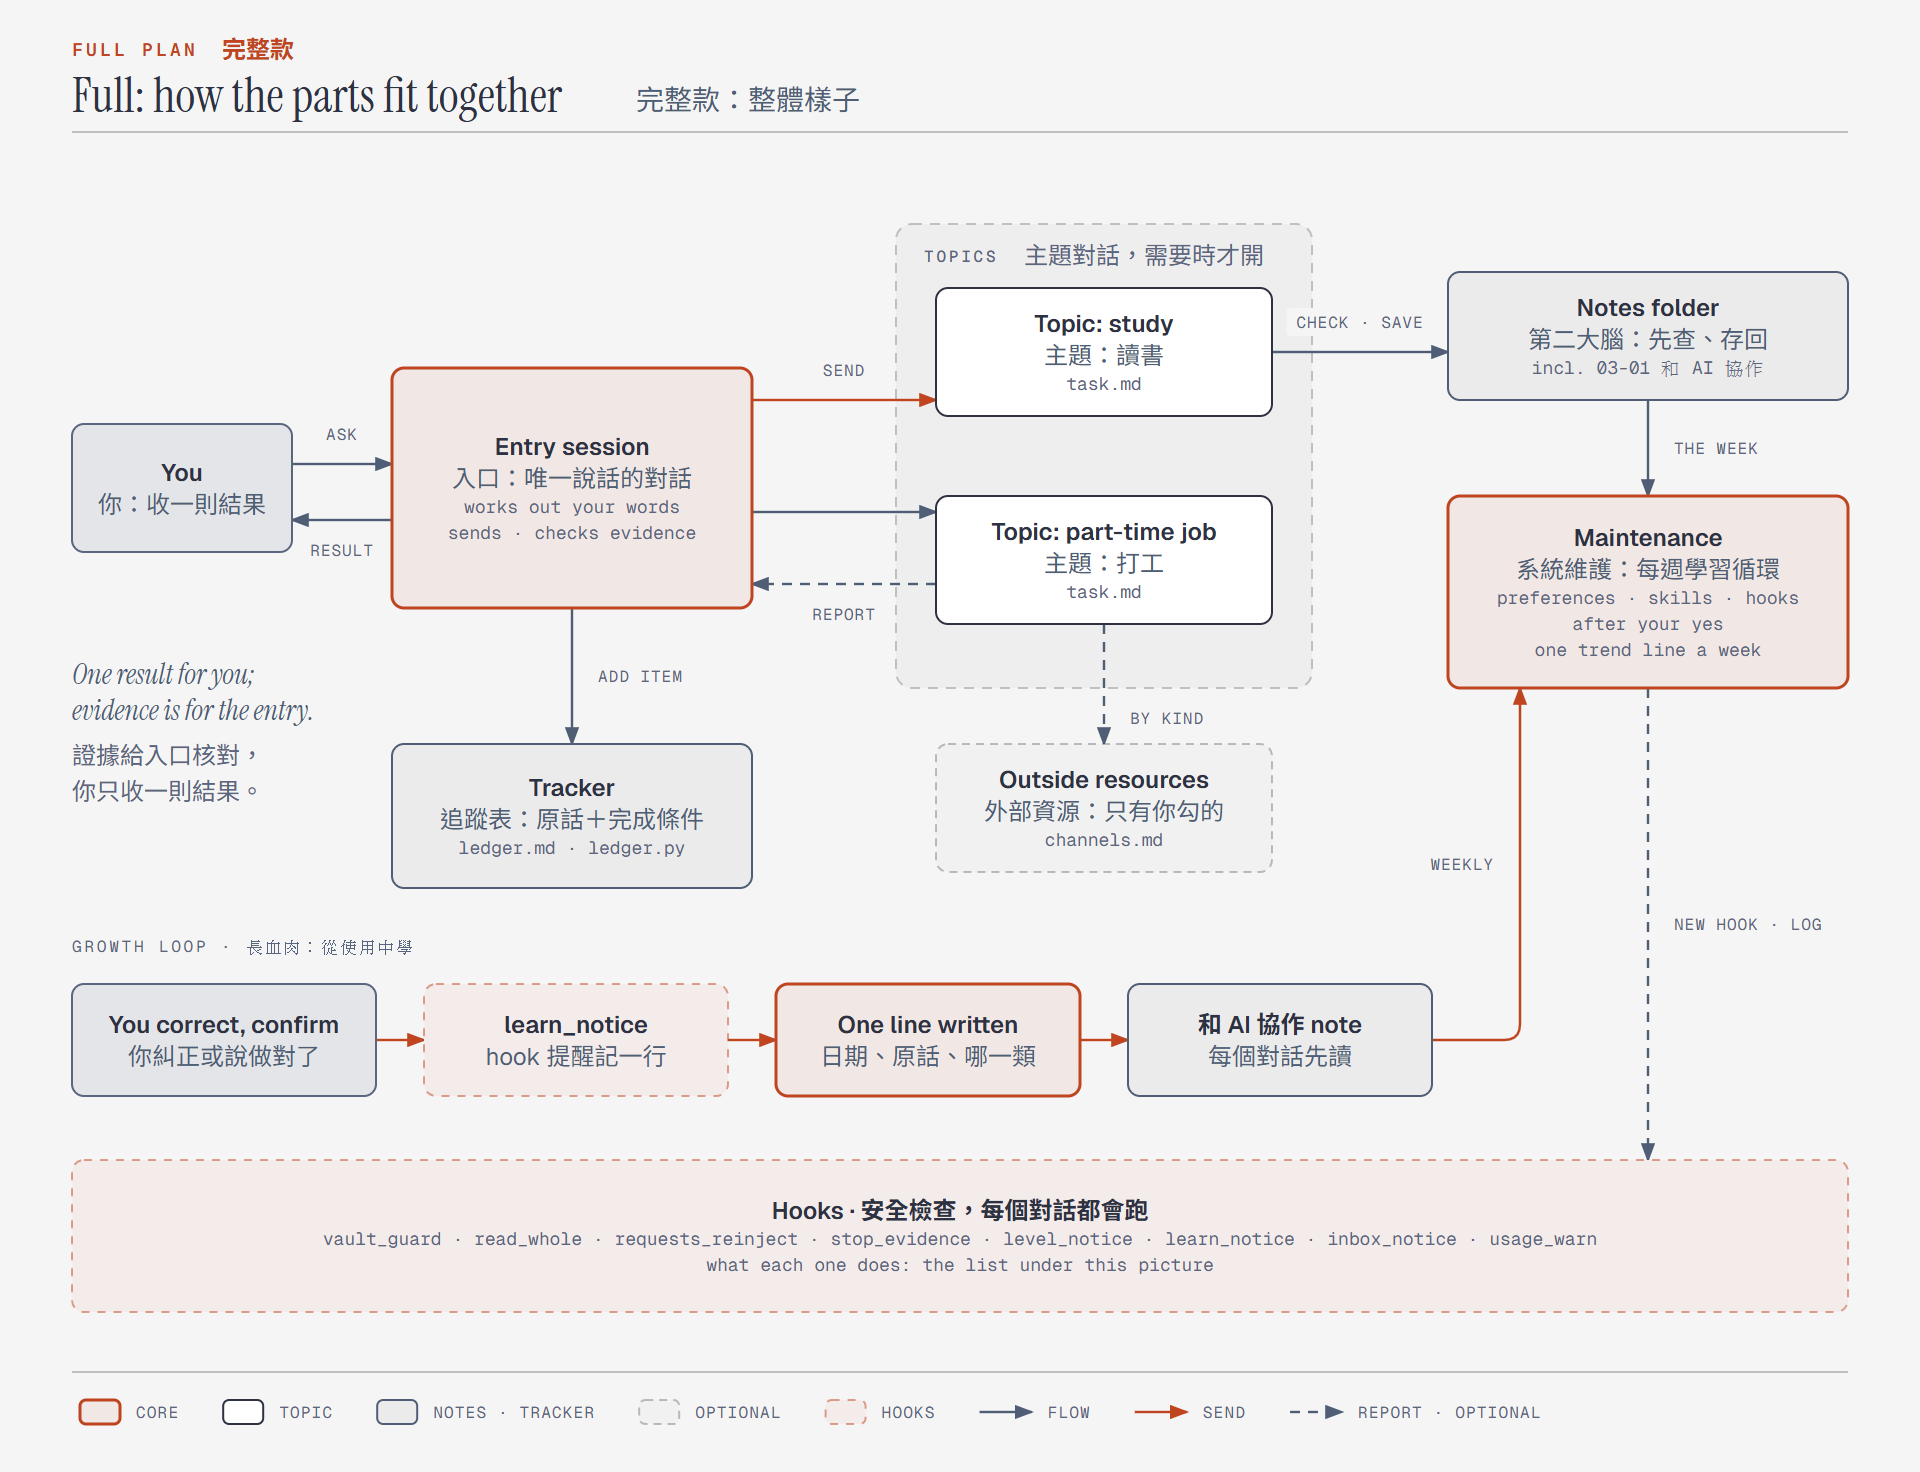 FULL PLAN 完整款
Full: how the parts fit together 完整款：整體樣子
TOPICS 主題對話，需要時才開
Topic: study
主題：讀書
task.md
CHECK · SAVE
Notes folder
第二大腦：先查、存回
incl. 03-01 和 AI 協作
SEND
ASK
You
你：收一則結果
RESULT
Entry session
入口：唯一說話的對話
works out your words
sends · checks evidence
Topic: part-time job
主題：打工
task.md
REPORT
THE WEEK
Maintenance
系統維護：每週學習循環
preferences · skills · hooks
after your yes
one trend line a week
One result for you;
evidence is for the entry.
證據給入口核對，
你只收一則結果。
ADD ITEM
BY KIND
Tracker
追蹤表：原話＋完成條件
ledger.md · ledger.py
Outside resources
外部資源：只有你勾的
channels.md
WEEKLY
NEW HOOK · LOG
GROWTH LOOP · 長血肉：從使用中學
You correct, confirm
你糾正或說做對了
learn_notice
hook 提醒記一行
One line written
日期、原話、哪一類
和 AI 協作 note
每個對話先讀
Hooks · 安全檢查，每個對話都會跑
vault_guard · read_whole · requests_reinject · stop_evidence · level_notice · learn_notice · inbox_notice · usage_warn
what each one does: the list under this picture
CORE TOPIC NOTES · TRACKER OPTIONAL HOOKS FLOW SEND REPORT · OPTIONAL